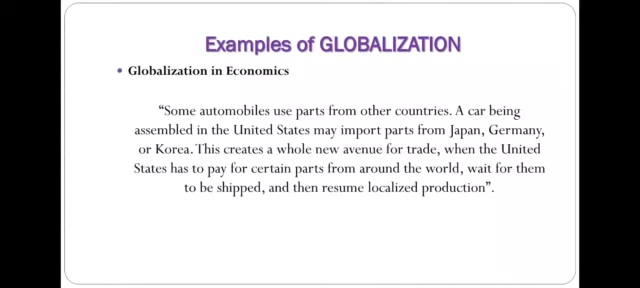 Examples of GLOBALIZATION
• Globalization in Economics
“Some automobiles use parts from other countries. A car being
assembled in the United States may import parts from Japan, Germany,
or Korea. This creates a whole new avenue for trade, when the United
States has to pay for certain parts from around the world, wait for them
to be shipped, and then resume localized production”.